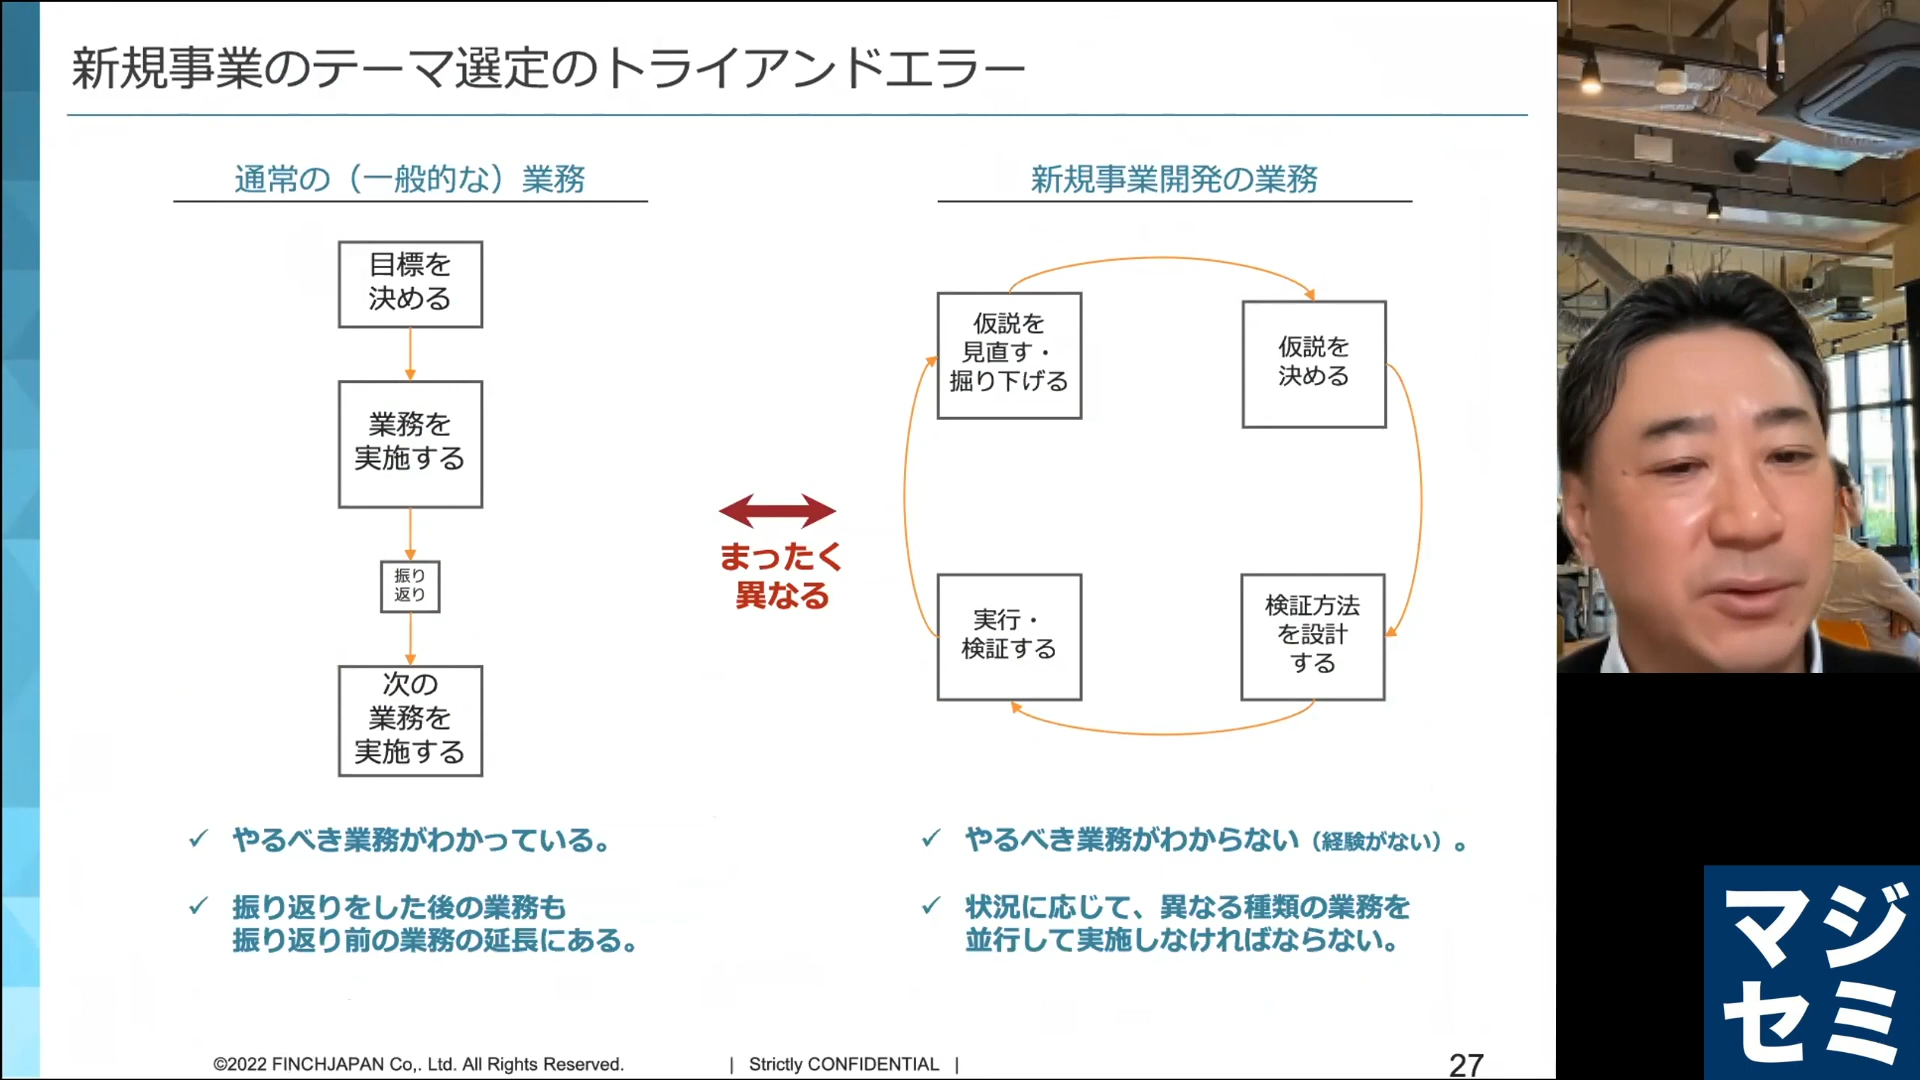 新規事業のテーマ選定のトライアンドエラー
通常の（一般的な）業務
目標を
決める
業務を
実施する
振り
返り
次の
業務を
実施する
✓ やるべき業務がわかっている。
✓ 振り返りをした後の業務も
振り返り前の業務の延長にある。
まったく
異なる
新規事業開発の業務
仮説を
見直す・
掘り下げる
仮説を
決める
実行・
検証する
検証方法
を設計
する
✓ やるべき業務がわからない（経験がない）。
✓ 状況に応じて、異なる種類の業務を
並行して実施しなければならない。
©2022 FINCHJAPAN Co,. Ltd. All Rights Reserved. | Strictly CONFIDENTIAL |
27
マジ
セミ